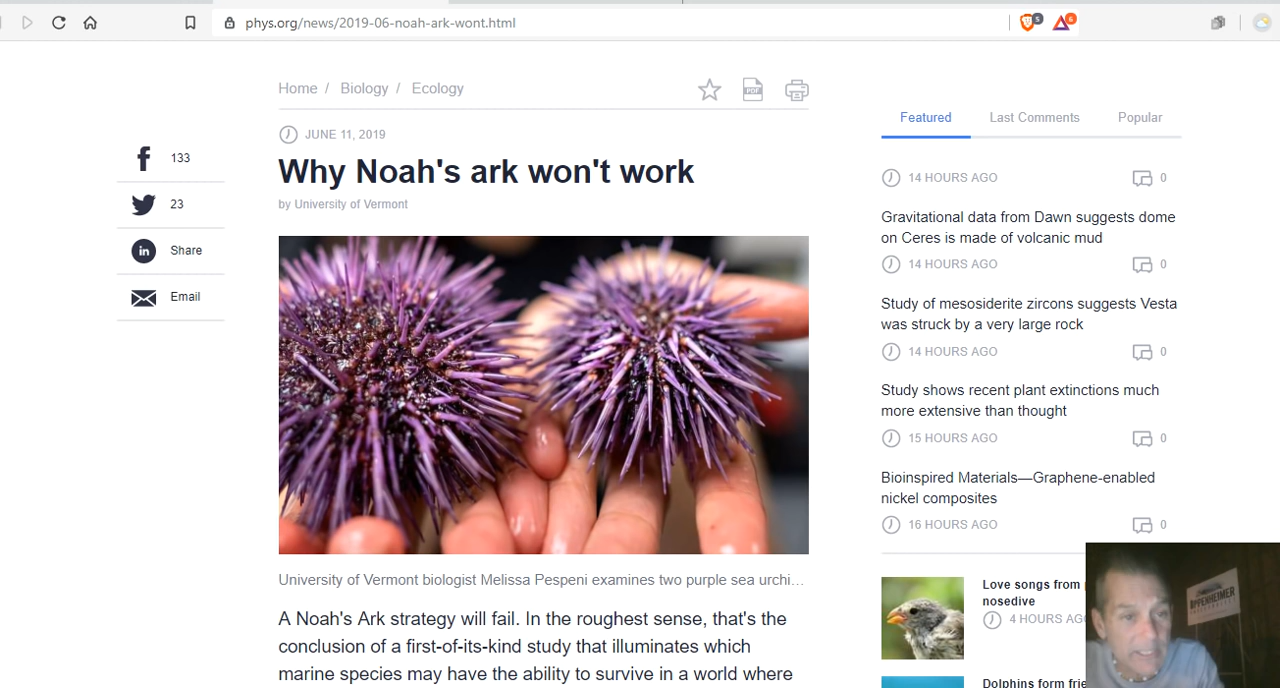 phys.org/news/2019-06-noah-ark-wont.html
5
6
Home / Biology / Ecology
PDF
JUNE 11, 2019
Why Noah's ark won't work
by University of Vermont
133
23
in Share
Email
University of Vermont biologist Melissa Pespeni examines two purple sea urchi...
A Noah's Ark strategy will fail. In the roughest sense, that's the
conclusion of a first-of-its-kind study that illuminates which
marine species may have the ability to survive in a world where
Featured Last Comments Popular
14 HOURS AGO 0
Gravitational data from Dawn suggests dome
on Ceres is made of volcanic mud
14 HOURS AGO 0
Study of mesosiderite zircons suggests Vesta
was struck by a very large rock
14 HOURS AGO 0
Study shows recent plant extinctions much
more extensive than thought
15 HOURS AGO 0
Bioinspired Materials—Graphene-enabled
nickel composites
16 HOURS AGO 0
Love songs from
nosedive
4 HOURS AGO
Dolphins form frie
OPPENHEIMER